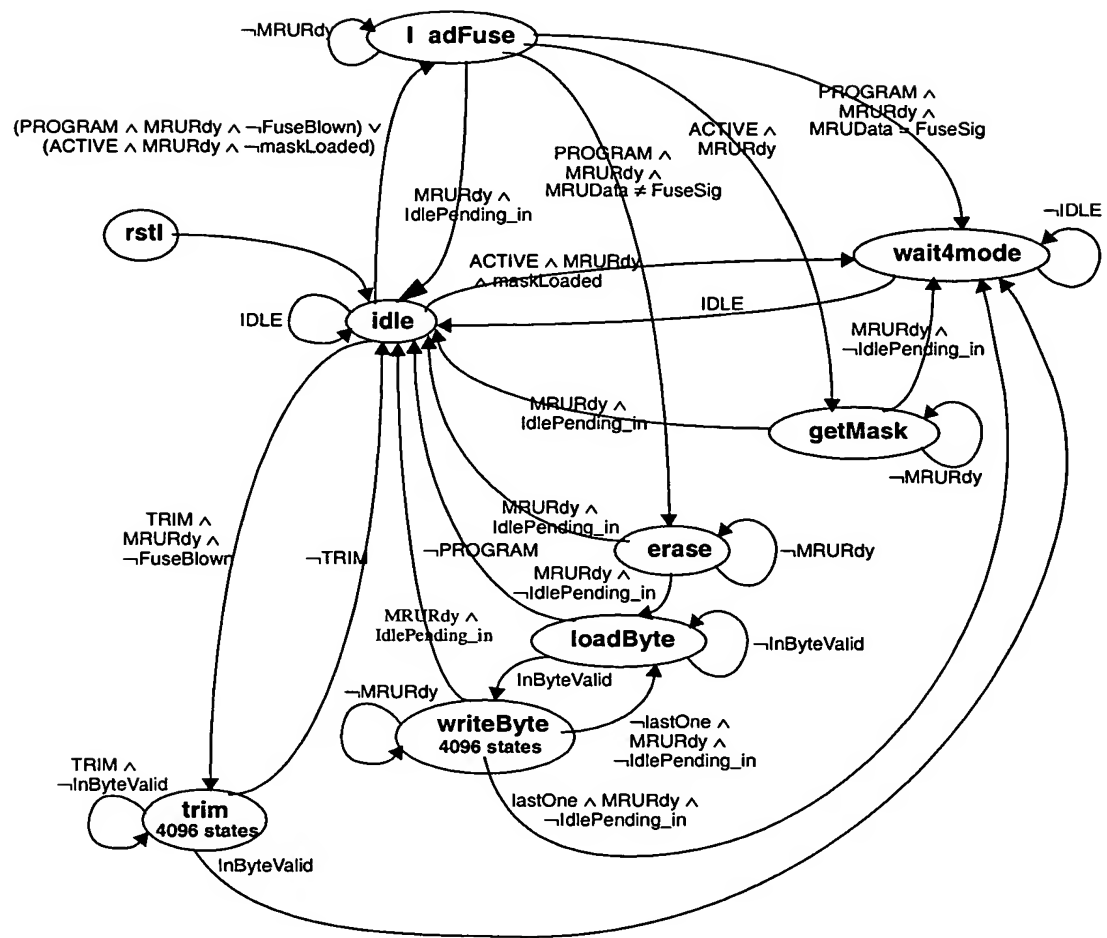 ¬MRURdy
l adFuse
(PROGRAM ∧ MRURdy ∧ ¬FuseBlown) ∨
(ACTIVE ∧ MRURdy ∧ ¬maskLoaded)
MRURdy ∧
IdlePending_in
PROGRAM ∧
MRURdy ∧
MRUData ≠ FuseSig
ACTIVE ∧
MRURdy
PROGRAM ∧
MRURdy ∧
MRUData = FuseSig
rstl
¬IDLE
wait4mode
ACTIVE ∧ MRURdy
∧ maskLoaded
IDLE
IDLE
idle
MRURdy ∧
¬IdlePending_in
MRURdy ∧
IdlePending_in
getMask
¬MRURdy
TRIM ∧
MRURdy ∧
¬FuseBlown
¬TRIM
MRURdy ∧
IdlePending_in
¬PROGRAM
erase
¬MRURdy
MRURdy ∧
¬IdlePending_in
MRURdy ∧
IdlePending_in
loadByte
¬InByteValid
InByteValid
¬MRURdy
writeByte
4096 states
¬lastOne ∧
MRURdy ∧
¬IdlePending_in
TRIM ∧
¬InByteValid
trim
4096 states
lastOne ∧ MRURdy ∧
¬IdlePending_in
InByteValid